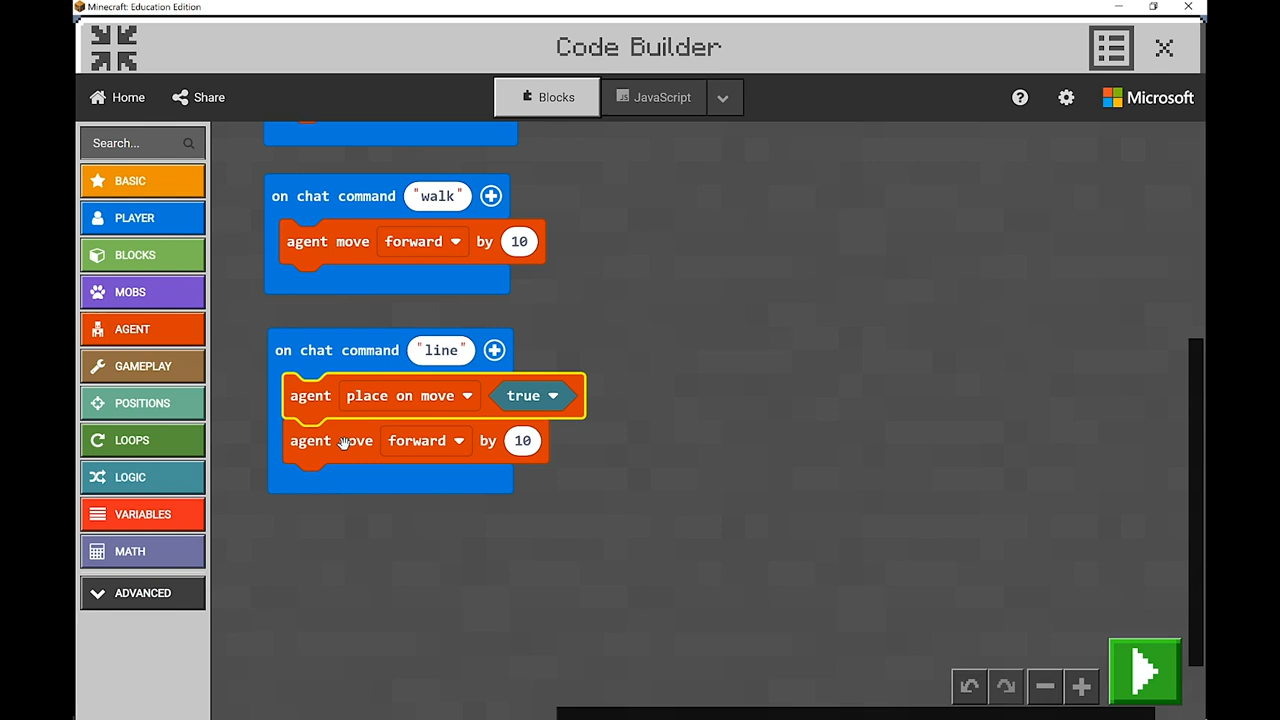 Minecraft: Education Edition
Code Builder
Home Share Blocks JavaScript Microsoft
Search...
BASIC
PLAYER
BLOCKS
MOBS
AGENT
GAMEPLAY
POSITIONS
LOOPS
LOGIC
VARIABLES
MATH
ADVANCED
on chat command "walk"
agent move forward by 10
on chat command "line"
agent place on move true
agent move forward by 10